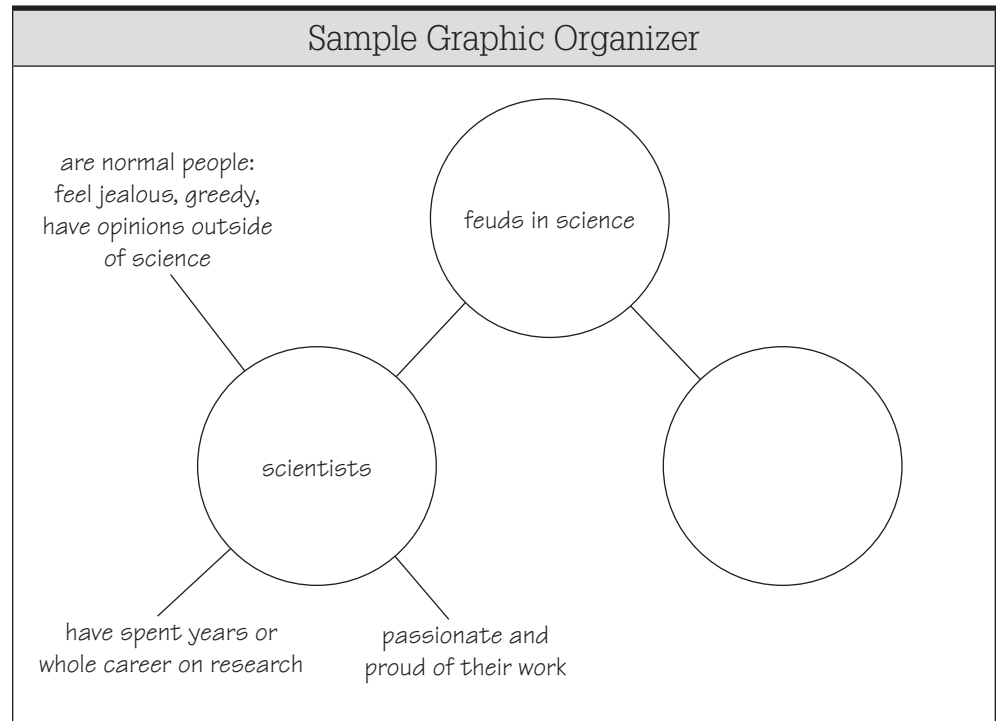 Sample Graphic Organizer
are normal people:
feel jealous, greedy,
have opinions outside
of science
feuds in science
scientists
have spent years or
whole career on research
passionate and
proud of their work